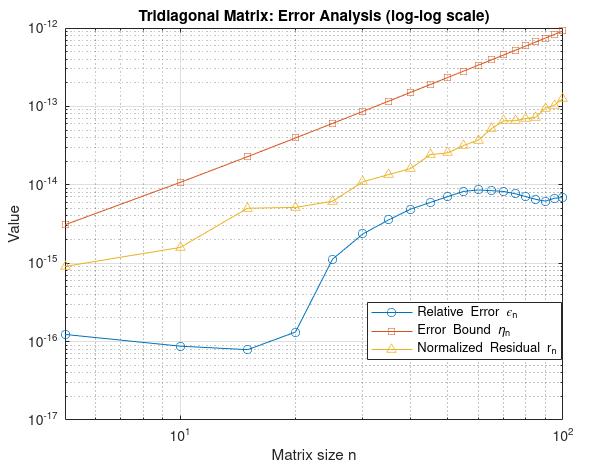 Tridiagonal Matrix: Error Analysis (log-log scale)
10^-12
10^-13
10^-14
10^-15
10^-16
10^-17
Value
Relative Error ϵ_n
Error Bound η_n
Normalized Residual r_n
10^1
10^2
Matrix size n